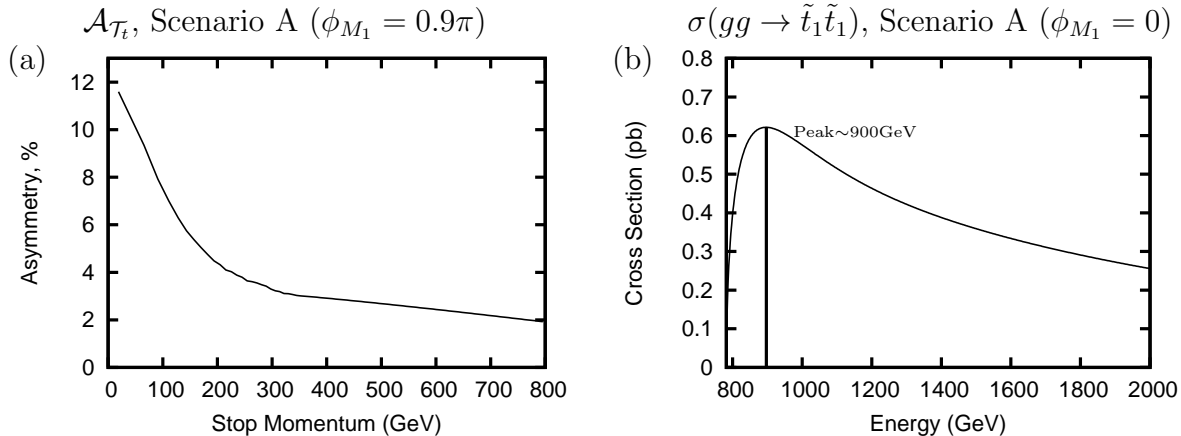 𝒜_{𝒯_t}, Scenario A (ϕ_{M_1} = 0.9π)
(a)
12
10
8
6
4
2
0
Asymmetry, %
0 100 200 300 400 500 600 700 800
Stop Momentum (GeV)
σ(gg → t̃_1 t̃_1), Scenario A (ϕ_{M_1} = 0)
(b)
0.8
0.7
0.6
0.5
0.4
0.3
0.2
0.1
0
Cross Section (pb)
Peak~900GeV
800 1000 1200 1400 1600 1800 2000
Energy (GeV)